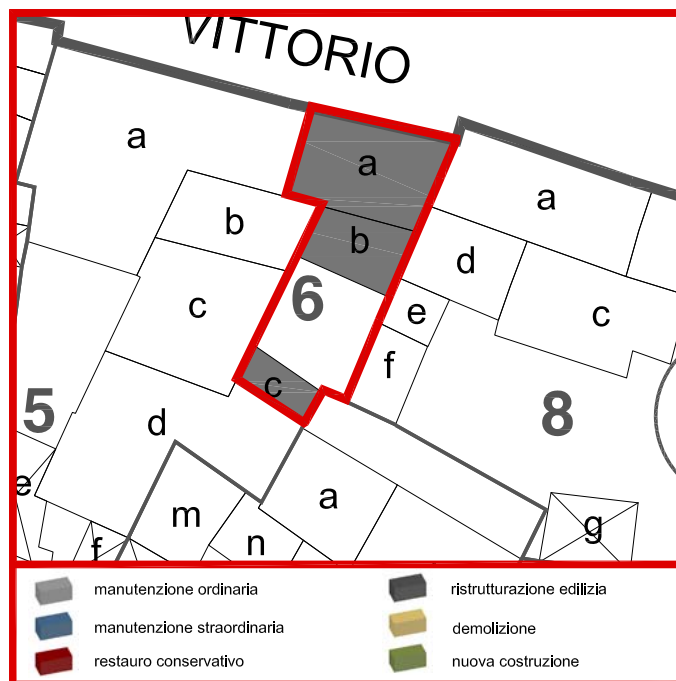 VITTORIO
a
a
a
b
b
d
c
6
e
c
f
c
5
8
d
a
e
m
g
f
n
manutenzione ordinaria
ristrutturazione edilizia
manutenzione straordinaria
demolizione
restauro conservativo
nuova costruzione